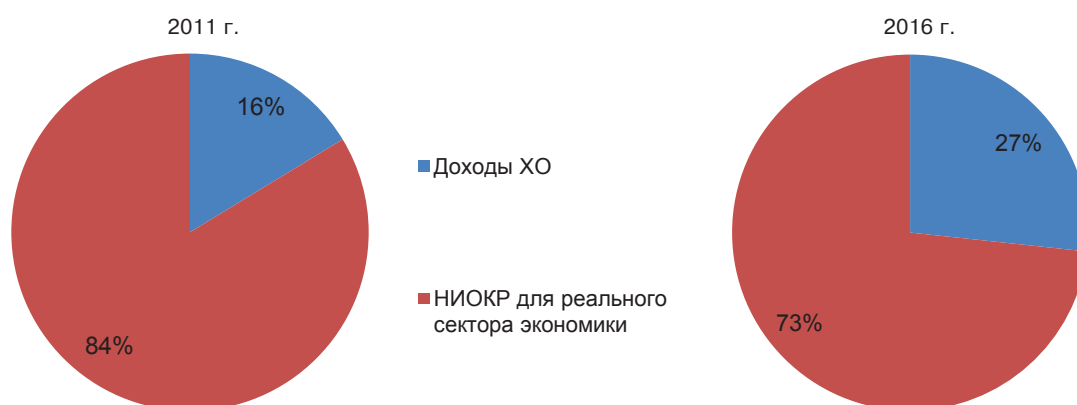 2011 г.
16%
84%
Доходы ХО
НИОКР для реального
сектора экономики
2016 г.
27%
73%